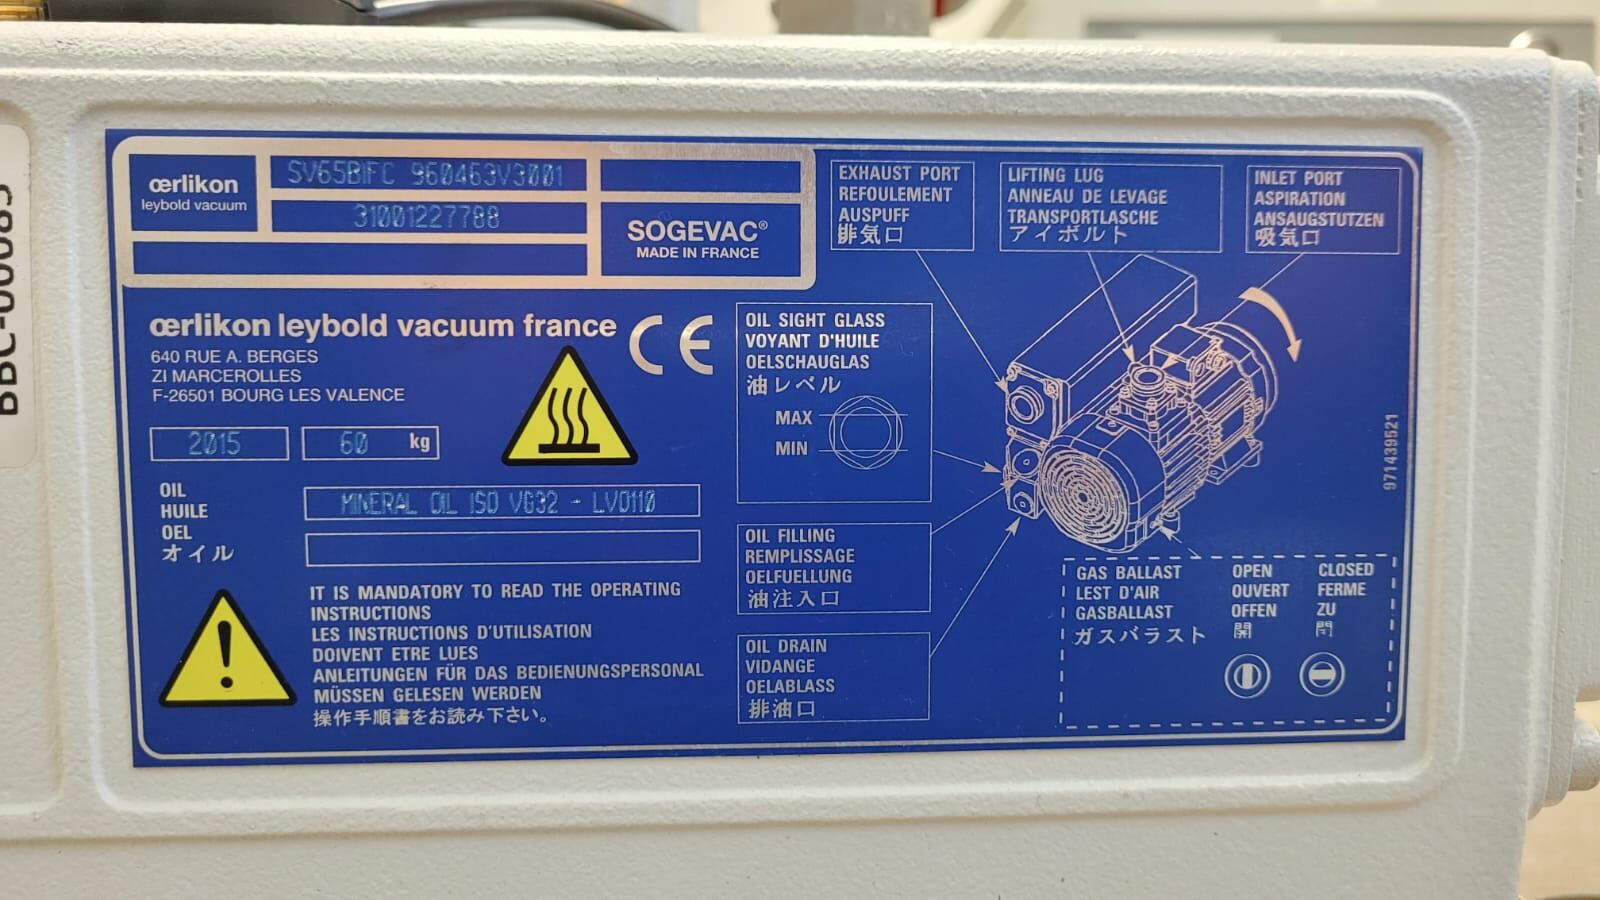 BBC-00083
œrlikon
leybold vacuum
SV65BIFC 960463V3001
31001227788
SOGEVAC®
MADE IN FRANCE
œrlikon leybold vacuum france
640 RUE A. BERGES
ZI MARCEROLLES
F-26501 BOURG LES VALENCE
CE
2015
60 kg
OIL
HUILE
OEL
オイル
MINERAL OIL ISO VG32 - LVO110
IT IS MANDATORY TO READ THE OPERATING
INSTRUCTIONS
LES INSTRUCTIONS D'UTILISATION
DOIVENT ETRE LUES
ANLEITUNGEN FÜR DAS BEDIENUNGSPERSONAL
MÜSSEN GELESEN WERDEN
操作手順書をお読み下さい。
EXHAUST PORT
REFOULEMENT
AUSPUFF
排気口
LIFTING LUG
ANNEAU DE LEVAGE
TRANSPORTLASCHE
アイボルト
INLET PORT
ASPIRATION
ANSAUGSTUTZEN
吸気口
OIL SIGHT GLASS
VOYANT D'HUILE
OELSCHAUGLAS
油レベル
MAX
MIN
OIL FILLING
REMPLISSAGE
OELFUELLUNG
油注入口
OIL DRAIN
VIDANGE
OELABLASS
排油口
GAS BALLAST
LEST D'AIR
GASBALLAST
ガスバラスト
OPEN
OUVERT
OFFEN
開
CLOSED
FERME
ZU
閂
971439521